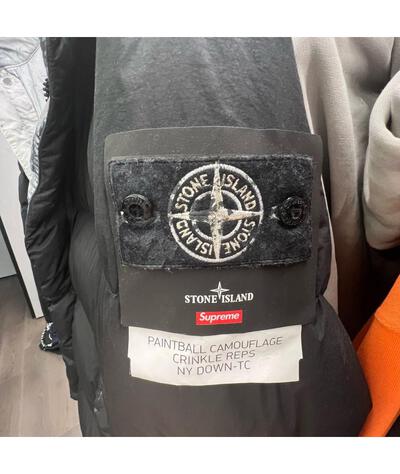 STONE ISLAND
STONE ISLAND
STONE ISLAND
Supreme
PAINTBALL CAMOUFLAGE
CRINKLE REPS
NY DOWN-TC